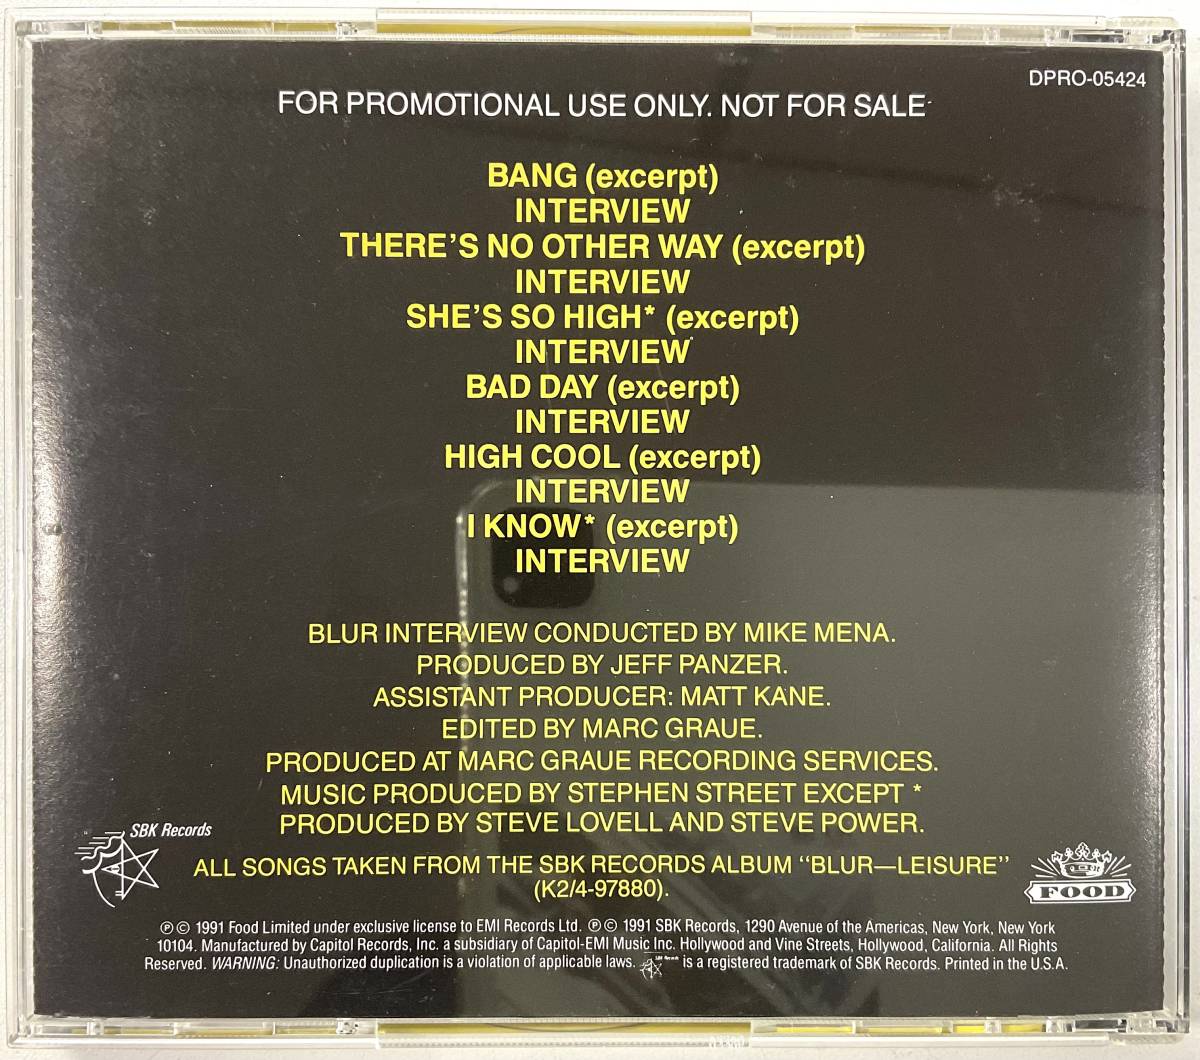 DPRO-05424
FOR PROMOTIONAL USE ONLY. NOT FOR SALE
BANG (excerpt)
INTERVIEW
THERE'S NO OTHER WAY (excerpt)
INTERVIEW
SHE'S SO HIGH* (excerpt)
INTERVIEW
BAD DAY (excerpt)
INTERVIEW
HIGH COOL (excerpt)
INTERVIEW
I KNOW* (excerpt)
INTERVIEW
BLUR INTERVIEW CONDUCTED BY MIKE MENA.
PRODUCED BY JEFF PANZER.
ASSISTANT PRODUCER: MATT KANE.
EDITED BY MARC GRAUE.
PRODUCED AT MARC GRAUE RECORDING SERVICES.
MUSIC PRODUCED BY STEPHEN STREET EXCEPT *
PRODUCED BY STEVE LOVELL AND STEVE POWER.
SBK Records
ALL SONGS TAKEN FROM THE SBK RECORDS ALBUM "BLUR—LEISURE"
(K2/4-97880).
FOOD
℗© 1991 Food Limited under exclusive license to EMI Records Ltd. ℗© 1991 SBK Records, 1290 Avenue of the Americas, New York, New York
10104. Manufactured by Capitol Records, Inc. a subsidiary of Capitol-EMI Music Inc. Hollywood and Vine Streets, Hollywood, California. All Rights
Reserved. WARNING: Unauthorized duplication is a violation of applicable laws. SBK Records is a registered trademark of SBK Records. Printed in the U.S.A.